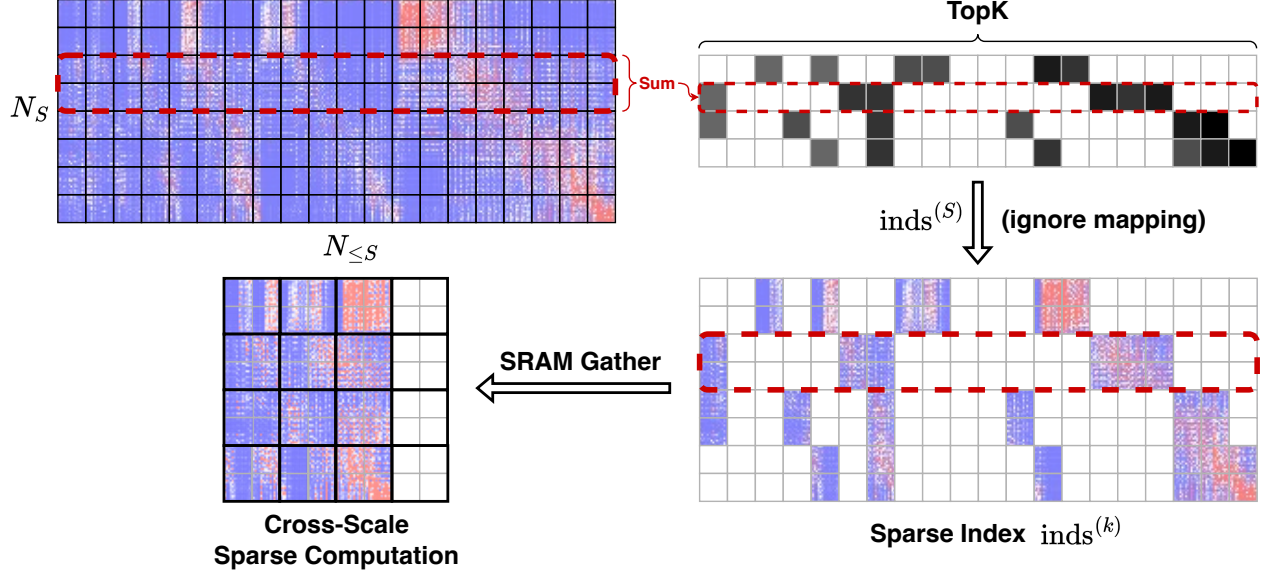 TopK
Sum
N_S
N_{≤S}
inds^{(S)} (ignore mapping)
SRAM Gather
Cross-Scale
Sparse Computation
Sparse Index inds^{(k)}